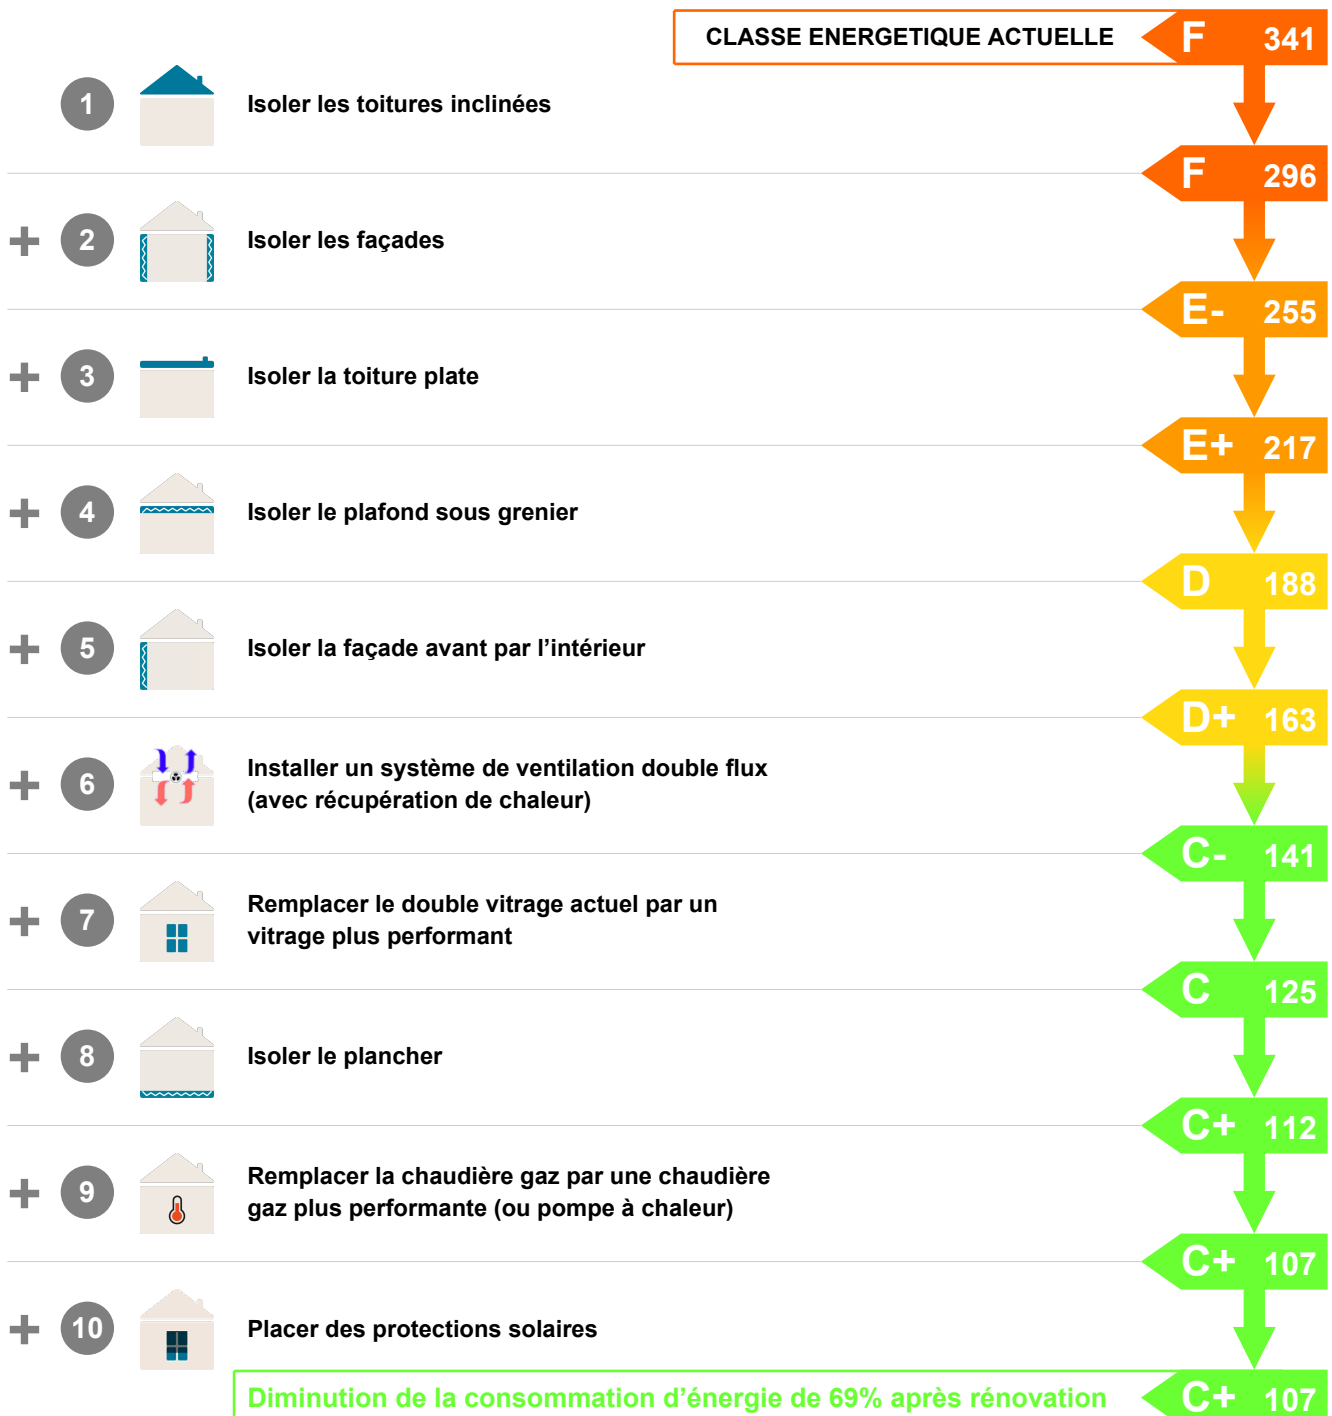 CLASSE ENERGETIQUE ACTUELLE F 341
1 Isoler les toitures inclinées
F 296
+ 2 Isoler les façades
E- 255
+ 3 Isoler la toiture plate
E+ 217
+ 4 Isoler le plafond sous grenier
D 188
+ 5 Isoler la façade avant par l’intérieur
D+ 163
+ 6 Installer un système de ventilation double flux
(avec récupération de chaleur)
C- 141
+ 7 Remplacer le double vitrage actuel par un
vitrage plus performant
C 125
+ 8 Isoler le plancher
C+ 112
+ 9 Remplacer la chaudière gaz par une chaudière
gaz plus performante (ou pompe à chaleur)
C+ 107
+ 10 Placer des protections solaires
Diminution de la consommation d’énergie de 69% après rénovation C+ 107